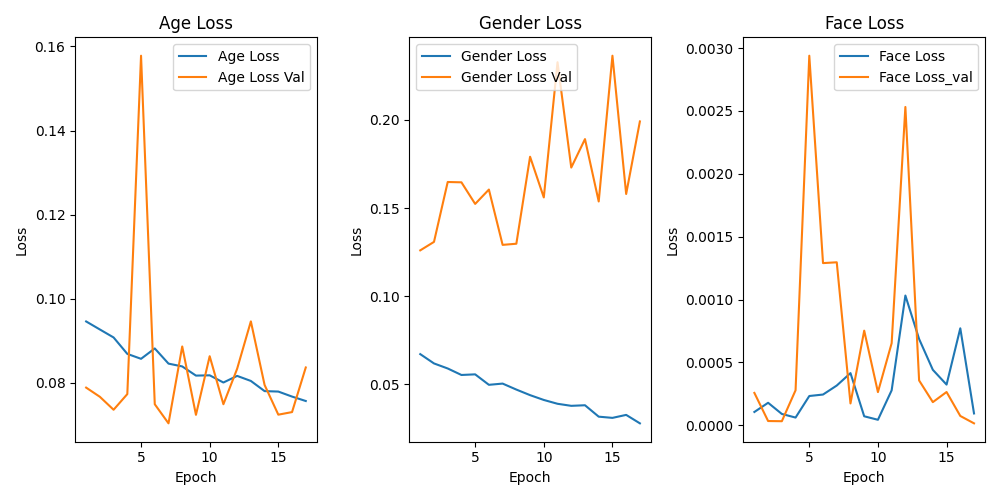 Age Loss
Gender Loss
Face Loss
Age Loss
Age Loss Val
Gender Loss
Gender Loss Val
Face Loss
Face Loss_val
0.16
0.14
0.12
0.10
0.08
Loss
5
10
15
Epoch
0.20
0.15
0.10
0.05
Loss
5
10
15
Epoch
0.0030
0.0025
0.0020
0.0015
0.0010
0.0005
0.0000
Loss
5
10
15
Epoch